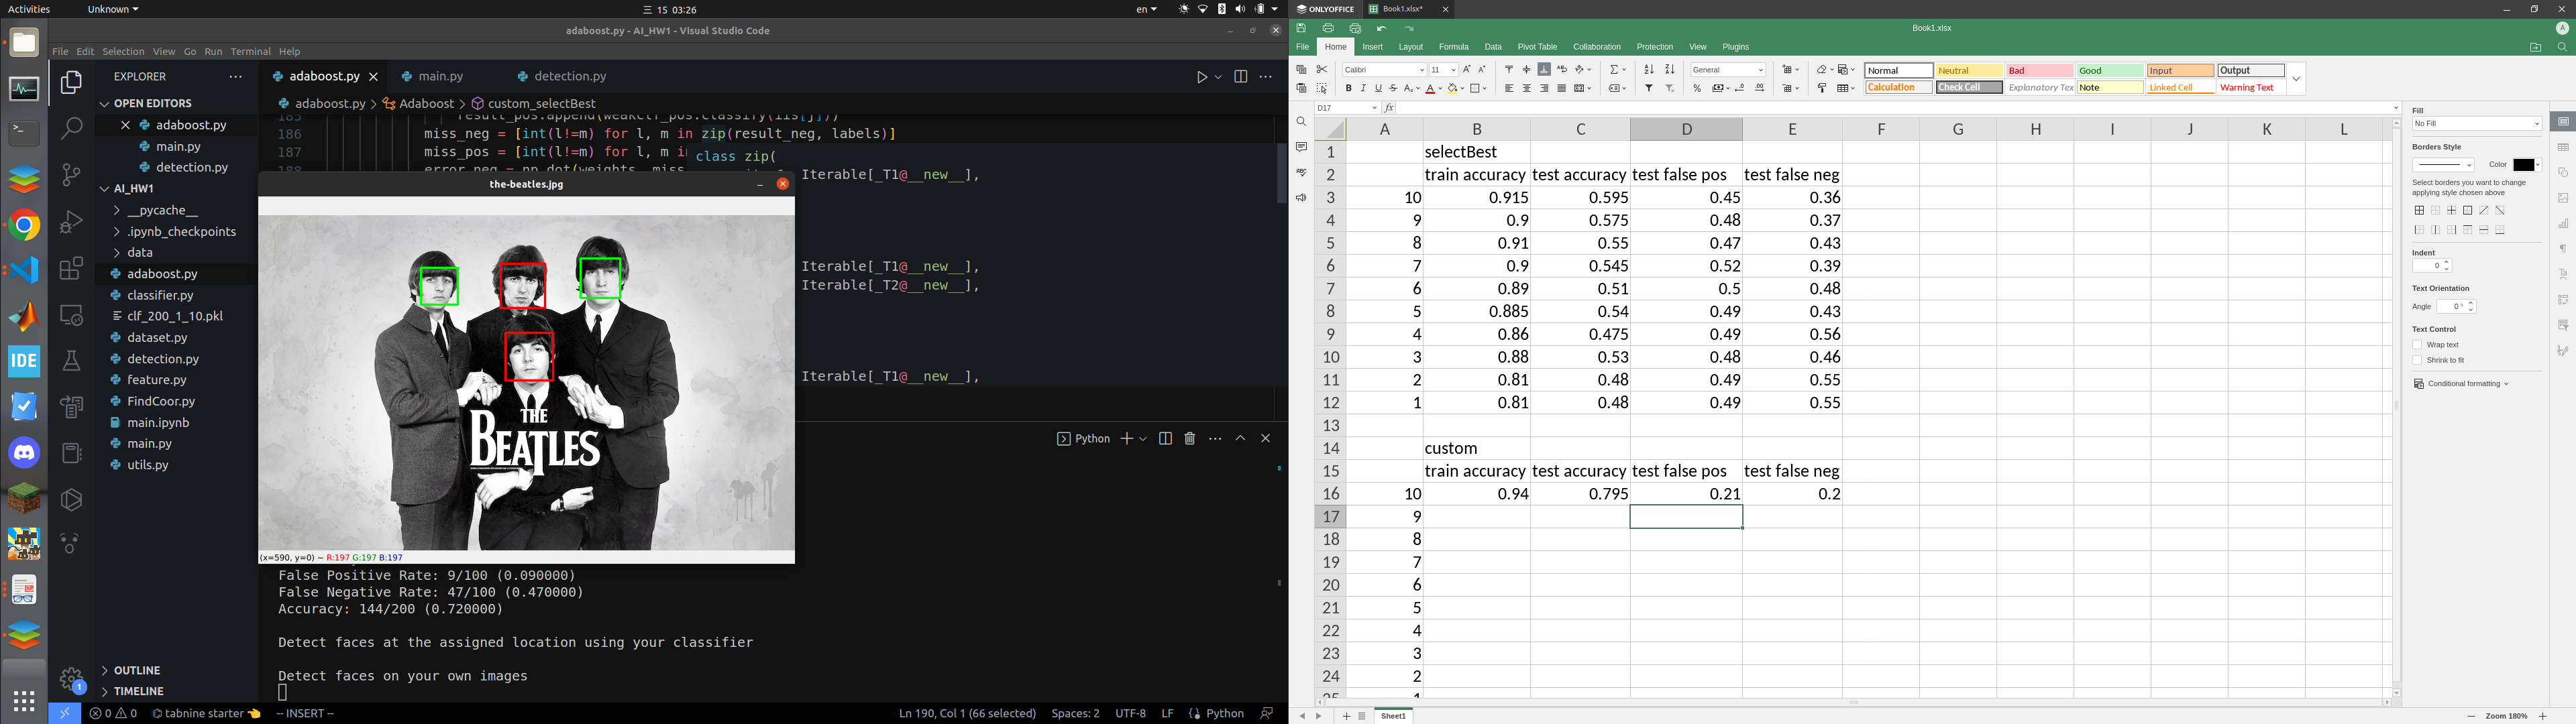 Activities
Unknown
三 15 03:26
en
adaboost.py - AI_HW1 - Visual Studio Code
File Edit Selection View Go Run Terminal Help
EXPLORER
OPEN EDITORS
adaboost.py
main.py
detection.py
AI_HW1
__pycache__
.ipynb_checkpoints
data
adaboost.py
classifier.py
clf_200_1_10.pkl
dataset.py
detection.py
feature.py
FindCoor.py
main.ipynb
main.py
utils.py
OUTLINE
TIMELINE
IDE
1
adaboost.py main.py detection.py
adaboost.py > Adaboost > custom_selectBest
186 miss_neg = [int(l!=m) for l, m in zip(result_neg, labels)]
187 miss_pos = [int(l!=m) for l, m in
class zip(
Iterable[_T1@__new__],
Iterable[_T1@__new__],
Iterable[_T2@__new__],
Iterable[_T1@__new__],
the-beatles.jpg
THE
BEATLES
(x=590, y=0) ~ R:197 G:197 B:197
Python
False Positive Rate: 9/100 (0.090000)
False Negative Rate: 47/100 (0.470000)
Accuracy: 144/200 (0.720000)
Detect faces at the assigned location using your classifier
Detect faces on your own images
0 0 tabnine starter -- INSERT --
Ln 190, Col 1 (66 selected) Spaces: 2 UTF-8 LF Python
ONLYOFFICE Book1.xlsx*
Book1.xlsx
A
File Home Insert Layout Formula Data Pivot Table Collaboration Protection View Plugins
Calibri 11 General
Normal Neutral Bad Good Input Output
Calculation Check Cell Explanatory Tex Note Linked Cell Warning Text
D17 fx
A B C D E F G H I J K L
1 selectBest
2 train accuracy test accuracy test false pos test false neg
3 10 0.915 0.595 0.45 0.36
4 9 0.9 0.575 0.48 0.37
5 8 0.91 0.55 0.47 0.43
6 7 0.9 0.545 0.52 0.39
7 6 0.89 0.51 0.5 0.48
8 5 0.885 0.54 0.49 0.43
9 4 0.86 0.475 0.49 0.56
10 3 0.88 0.53 0.48 0.46
11 2 0.81 0.48 0.49 0.55
12 1 0.81 0.48 0.49 0.55
13
14 custom
15 train accuracy test accuracy test false pos test false neg
16 10 0.94 0.795 0.21 0.2
17 9
18 8
19 7
20 6
21 5
22 4
23 3
24 2
Fill
No Fill
Borders Style
Color
Select borders you want to change
applying style chosen above
Indent
0
Text Orientation
Angle 0 °
Text Control
Wrap text
Shrink to fit
Conditional formatting
Sheet1
Zoom 180%